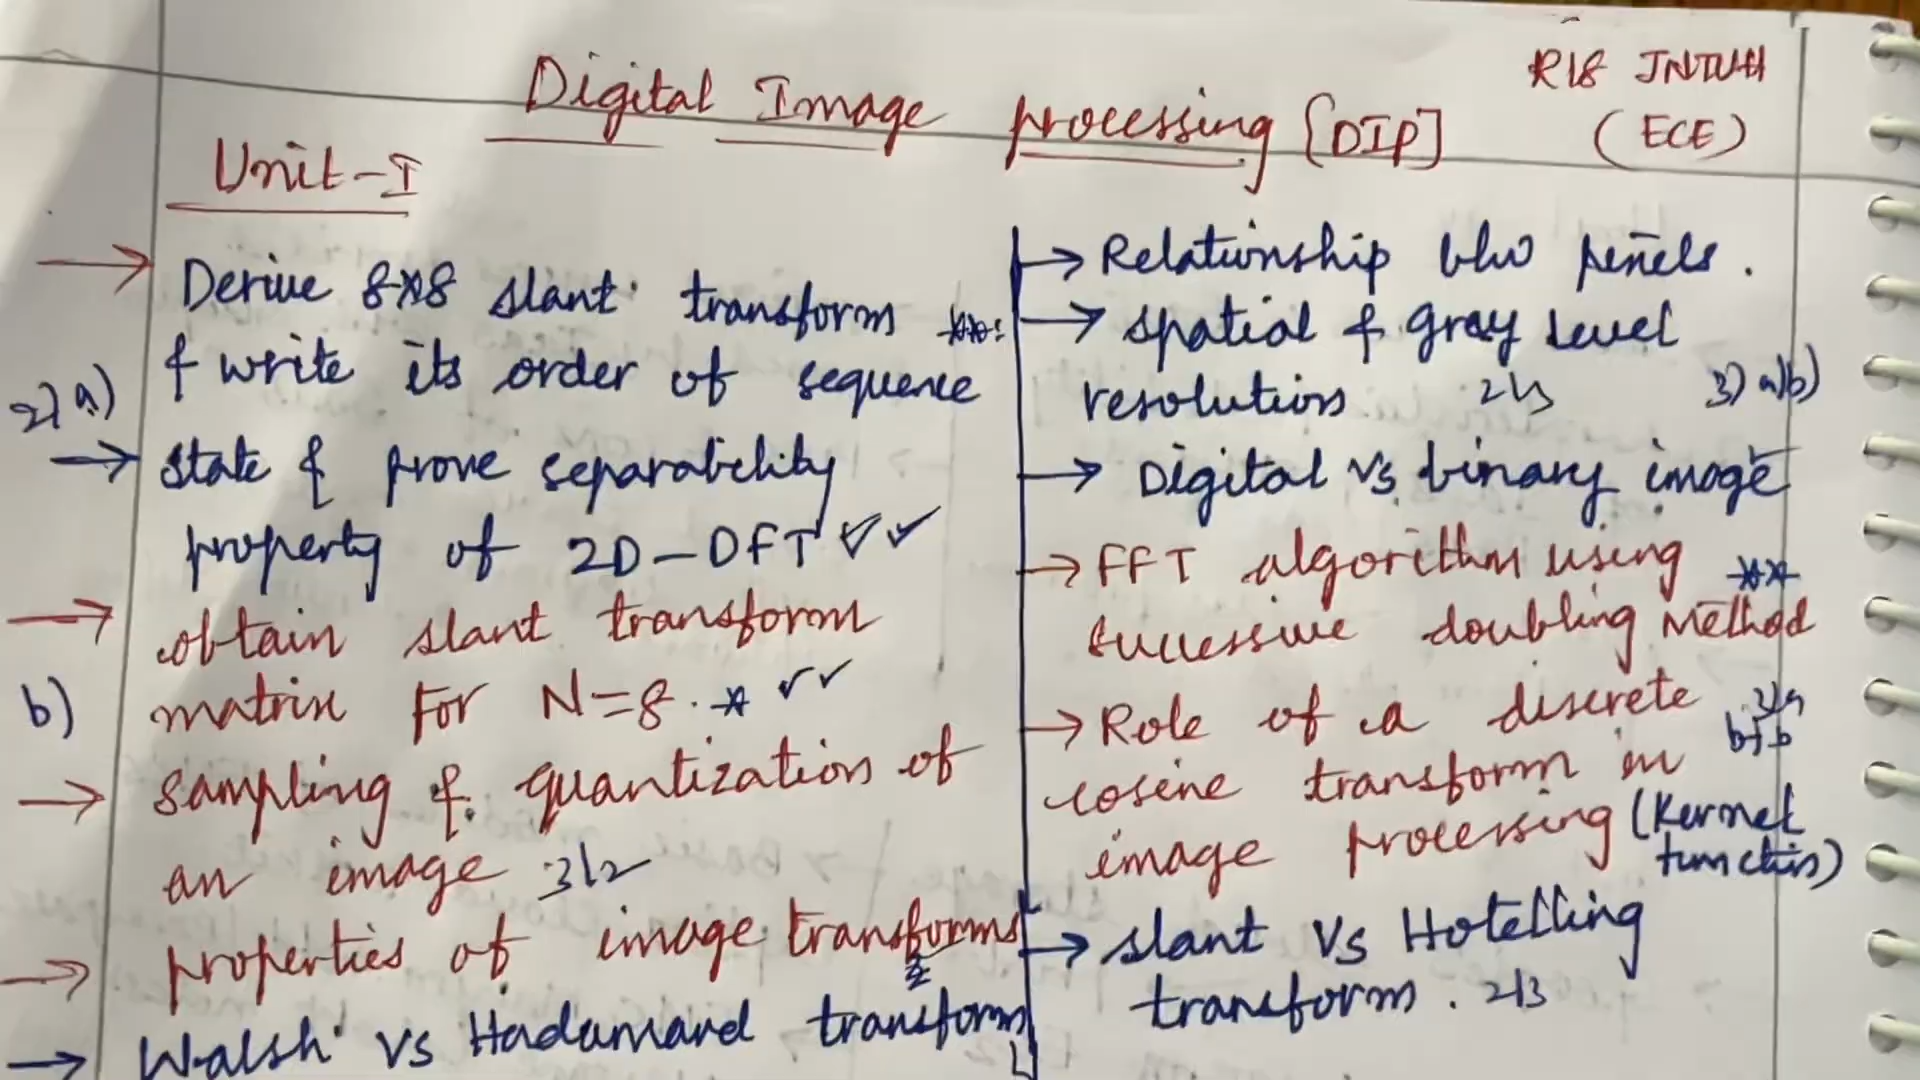 Digital Image processing [DIP]
R18 JNTUH
(ECE)
Unit-I
→ Derive 8*8 slant transform **
& write its order of sequence
2) a)
→ state & prove separability
property of 2D-DFT ✓✓
→ obtain slant transform
b) matrix for N=8. * ✓✓
→ sampling & quantization of
an image 3|2
→ properties of image transforms
→ Walsh vs Hadamard transform
→ Relationship b/w pixels.
→ spatial & gray level
resolution 2|3 3) a)b)
→ Digital vs binary image
→ FFT algorithm using **
successive doubling Method
→ Role of a discrete
cosine transform in
image processing (Kernel
function)
→ slant vs Hotelling
transform. 2|3